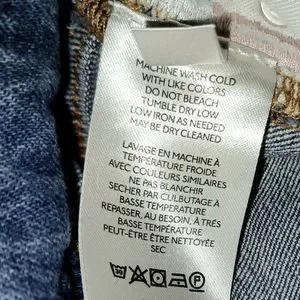 MACHINE WASH COLD
WITH LIKE COLORS
DO NOT BLEACH
TUMBLE DRY LOW
IRON LOW AS NEEDED
MAY BE DRY CLEANED
LAVAGE EN MACHINE À
TEMPÉRATURE FROIDE
AVEC COULEURS SIMILAIRES
NE PAS BLANCHIR
SECHER PAR CULBUTAGE À
BASSE TEMPERATURE
REPASSER, AU BESOIN, À TRÈS
BASSE TEMPÉRATURE
PEUT-ÊTRE ÊTRE NETTOYÉE
SEC